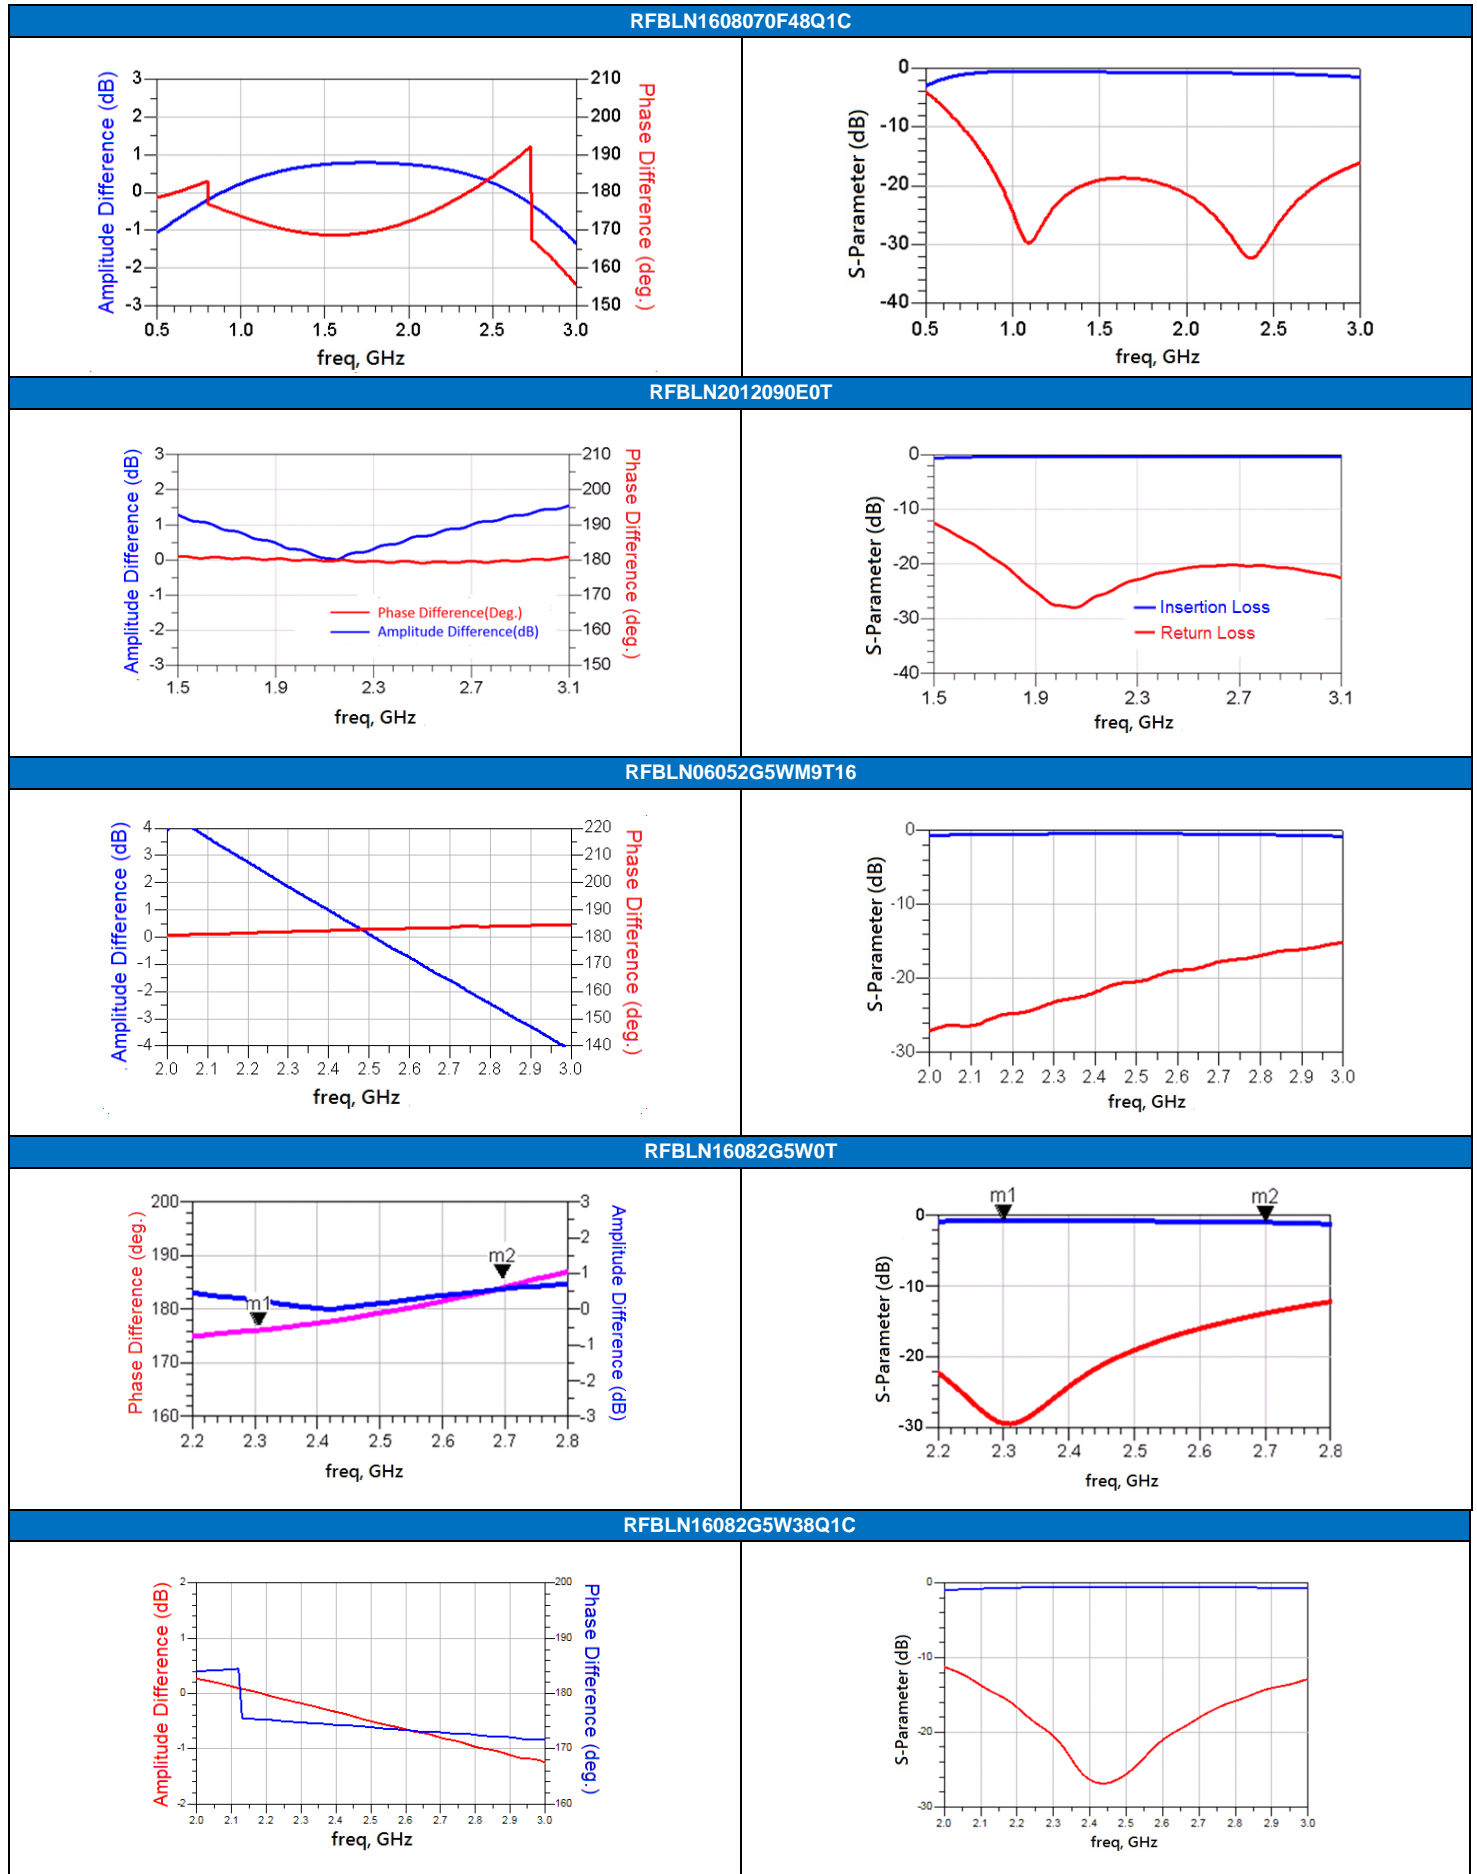 RFBLN1608070F48Q1C
Amplitude Difference (dB)
3
2
1
0
-1
-2
-3
210
200
190
180
170
160
150
Phase Difference (deg.)
0.5 1.0 1.5 2.0 2.5 3.0
freq, GHz
S-Parameter (dB)
0
-10
-20
-30
-40
0.5 1.0 1.5 2.0 2.5 3.0
freq, GHz
RFBLN2012090E0T
Amplitude Difference (dB)
3
2
1
0
-1
-2
-3
210
200
190
180
170
160
150
Phase Difference (deg.)
Phase Difference(Deg.)
Amplitude Difference(dB)
1.5 1.9 2.3 2.7 3.1
freq, GHz
S-Parameter (dB)
0
-10
-20
-30
-40
Insertion Loss
Return Loss
1.5 1.9 2.3 2.7 3.1
freq, GHz
RFBLN06052G5WM9T16
Amplitude Difference (dB)
4
3
2
1
0
-1
-2
-3
-4
220
210
200
190
180
170
160
150
140
Phase Difference (deg.)
2.0 2.1 2.2 2.3 2.4 2.5 2.6 2.7 2.8 2.9 3.0
freq, GHz
S-Parameter (dB)
0
-10
-20
-30
2.0 2.1 2.2 2.3 2.4 2.5 2.6 2.7 2.8 2.9 3.0
freq, GHz
RFBLN16082G5W0T
Phase Difference (deg.)
200
190
180
170
160
m1
m2
3
2
1
0
-1
-2
-3
Amplitude Difference (dB)
2.2 2.3 2.4 2.5 2.6 2.7 2.8
freq, GHz
S-Parameter (dB)
m1
m2
0
-10
-20
-30
2.2 2.3 2.4 2.5 2.6 2.7 2.8
freq, GHz
RFBLN16082G5W38Q1C
Amplitude Difference (dB)
2
1
0
-1
-2
200
190
180
170
160
Phase Difference (deg.)
2.0 2.1 2.2 2.3 2.4 2.5 2.6 2.7 2.8 2.9 3.0
freq, GHz
S-Parameter (dB)
0
-10
-20
-30
2.0 2.1 2.2 2.3 2.4 2.5 2.6 2.7 2.8 2.9 3.0
freq, GHz